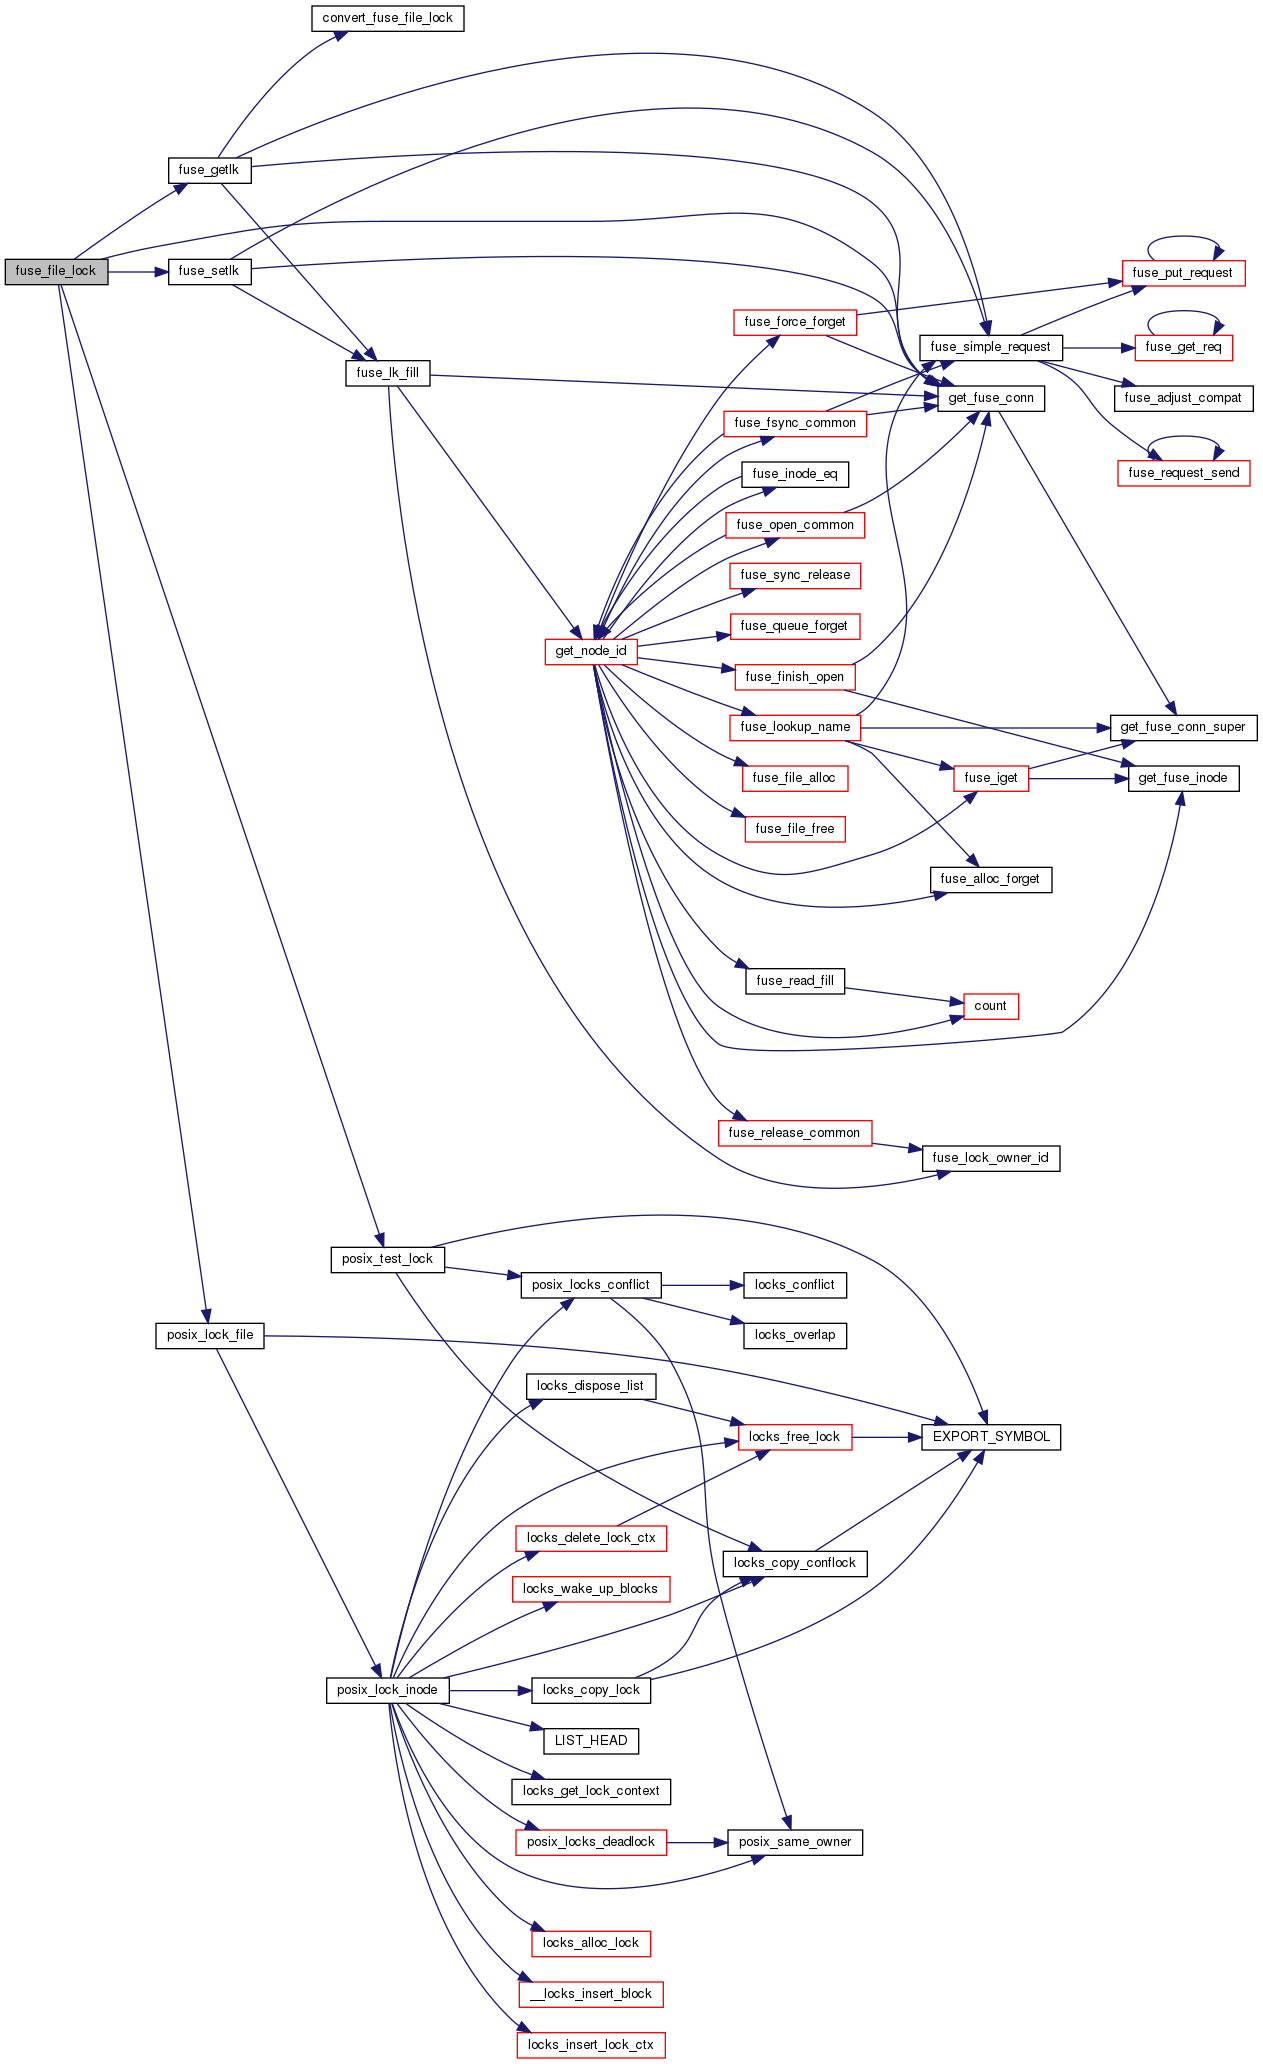 convert_fuse_file_lock
fuse_getlk
fuse_file_lock
fuse_setlk
fuse_put_request
fuse_force_forget
fuse_simple_request
fuse_get_req
fuse_lk_fill
get_fuse_conn
fuse_adjust_compat
fuse_fsync_common
fuse_inode_eq
fuse_request_send
fuse_open_common
fuse_sync_release
fuse_queue_forget
get_node_id
fuse_finish_open
fuse_lookup_name
get_fuse_conn_super
fuse_file_alloc
fuse_iget
get_fuse_inode
fuse_file_free
fuse_alloc_forget
fuse_read_fill
count
fuse_release_common
fuse_lock_owner_id
posix_test_lock
posix_locks_conflict
locks_conflict
posix_lock_file
locks_overlap
locks_dispose_list
locks_free_lock
EXPORT_SYMBOL
locks_delete_lock_ctx
locks_copy_conflock
locks_wake_up_blocks
posix_lock_inode
locks_copy_lock
LIST_HEAD
locks_get_lock_context
posix_locks_deadlock
posix_same_owner
locks_alloc_lock
__locks_insert_block
locks_insert_lock_ctx